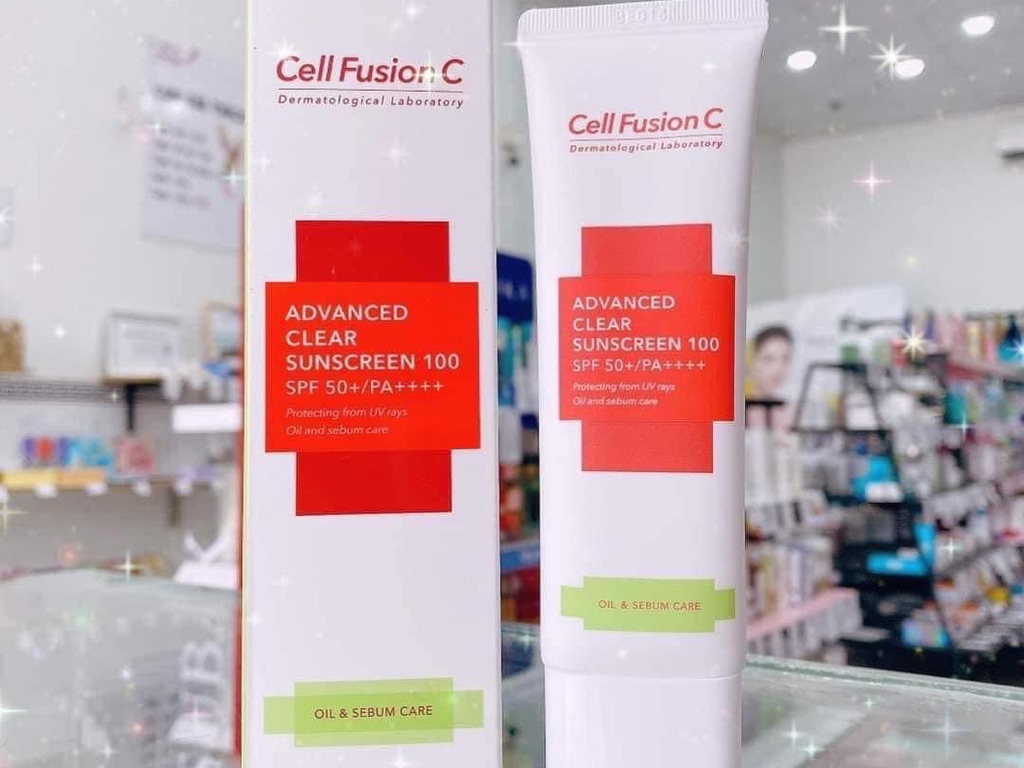 Cell Fusion C
Dermatological Laboratory
ADVANCED
CLEAR
SUNSCREEN 100
SPF 50+/PA++++
Protecting from UV rays
Oil and sebum care
OIL & SEBUM CARE
Cell Fusion C
Dermatological Laboratory
ADVANCED
CLEAR
SUNSCREEN 100
SPF 50+/PA++++
Protecting from UV rays
Oil and sebum care
OIL & SEBUM CARE